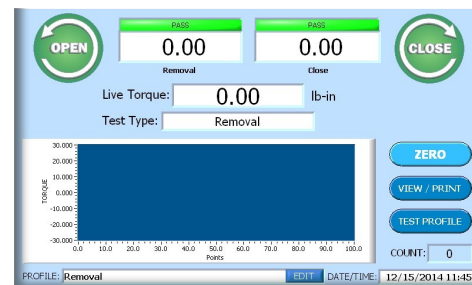 OPEN
PASS
0.00
Removal
PASS
0.00
Close
CLOSE
Live Torque: 0.00 lb-in
Test Type: Removal
TORQUE
30.000
20.000
10.000
0.000
-10.000
-20.000
-30.000
0.0 10.0 20.0 30.0 40.0 50.0 60.0 70.0 80.0 90.0 100.0
Points
ZERO
VIEW / PRINT
TEST PROFILE
COUNT: 0
PROFILE: Removal EDIT DATE/TIME: 12/15/2014 11:45